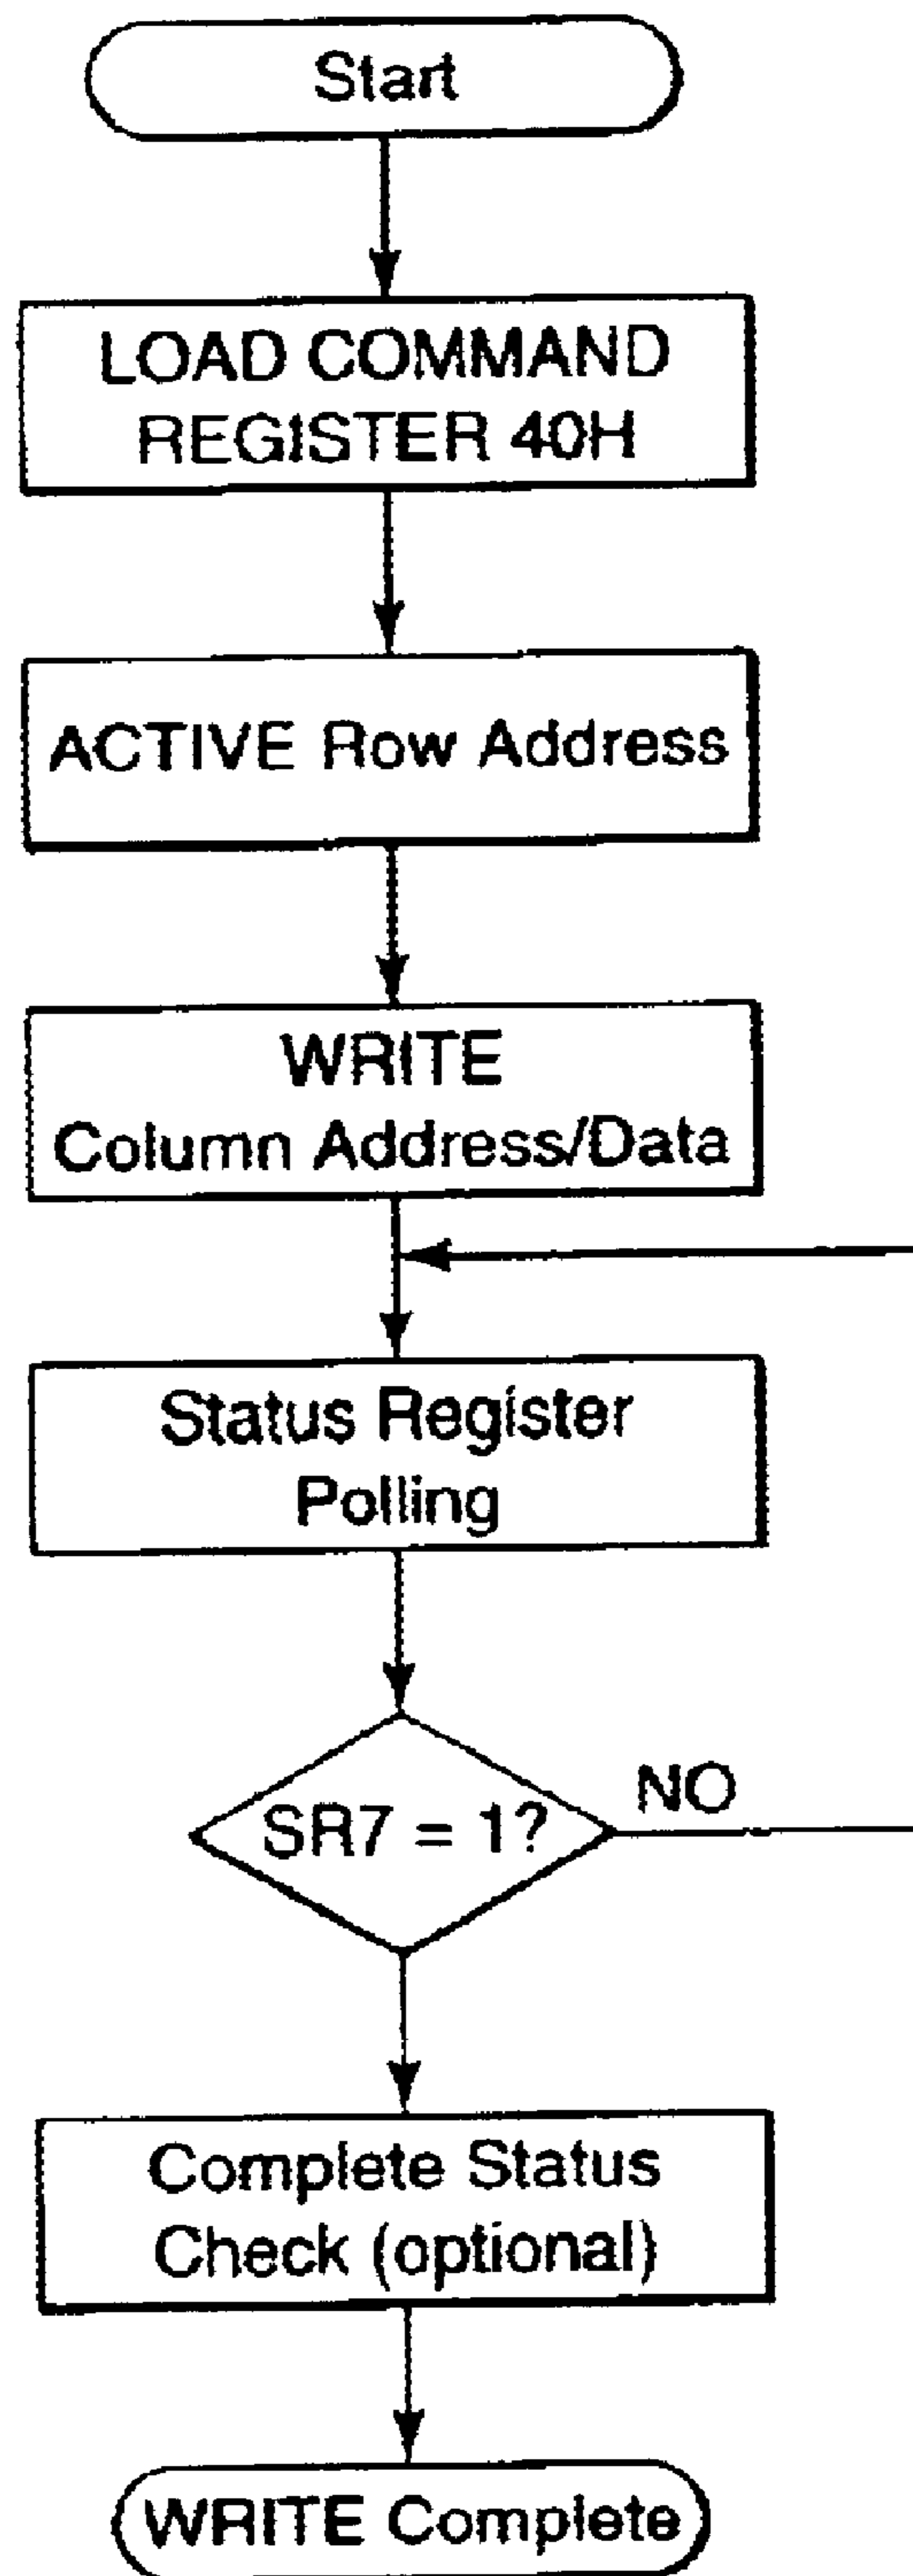 Start
LOAD COMMAND
REGISTER 40H
ACTIVE Row Address
WRITE
Column Address/Data
Status Register
Polling
SR7 = 1?
NO
Complete Status
Check (optional)
WRITE Complete